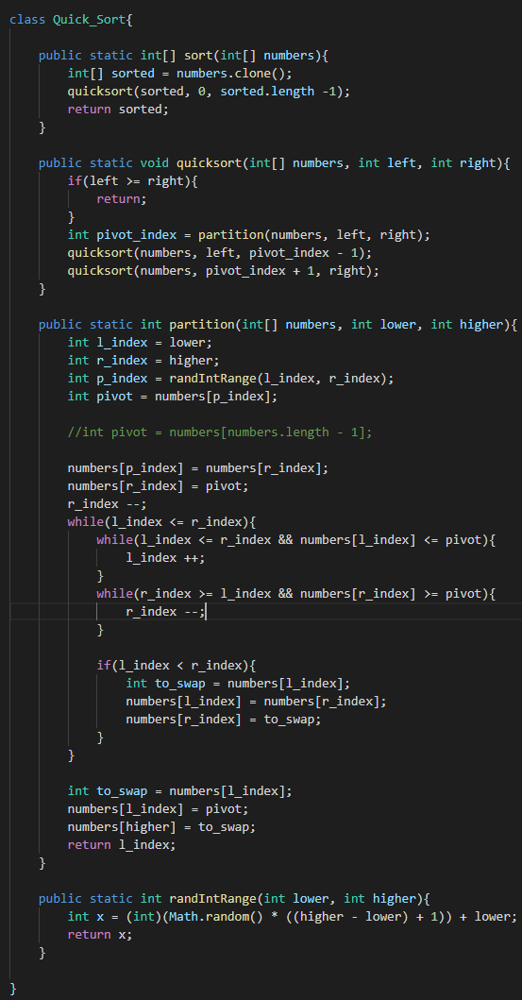 class Quick_Sort{
public static int[] sort(int[] numbers){
int[] sorted = numbers.clone();
quicksort(sorted, 0, sorted.length -1);
return sorted;
}
public static void quicksort(int[] numbers, int left, int right){
if(left >= right){
return;
}
int pivot_index = partition(numbers, left, right);
quicksort(numbers, left, pivot_index - 1);
quicksort(numbers, pivot_index + 1, right);
}
public static int partition(int[] numbers, int lower, int higher){
int l_index = lower;
int r_index = higher;
int p_index = randIntRange(l_index, r_index);
int pivot = numbers[p_index];
//int pivot = numbers[numbers.length - 1];
numbers[p_index] = numbers[r_index];
numbers[r_index] = pivot;
r_index --;
while(l_index <= r_index){
while(l_index <= r_index && numbers[l_index] <= pivot){
l_index ++;
}
while(r_index >= l_index && numbers[r_index] >= pivot){
r_index --;
}
if(l_index < r_index){
int to_swap = numbers[l_index];
numbers[l_index] = numbers[r_index];
numbers[r_index] = to_swap;
}
}
int to_swap = numbers[l_index];
numbers[l_index] = pivot;
numbers[higher] = to_swap;
return l_index;
}
public static int randIntRange(int lower, int higher){
int x = (int)(Math.random() * ((higher - lower) + 1)) + lower;
return x;
}
}